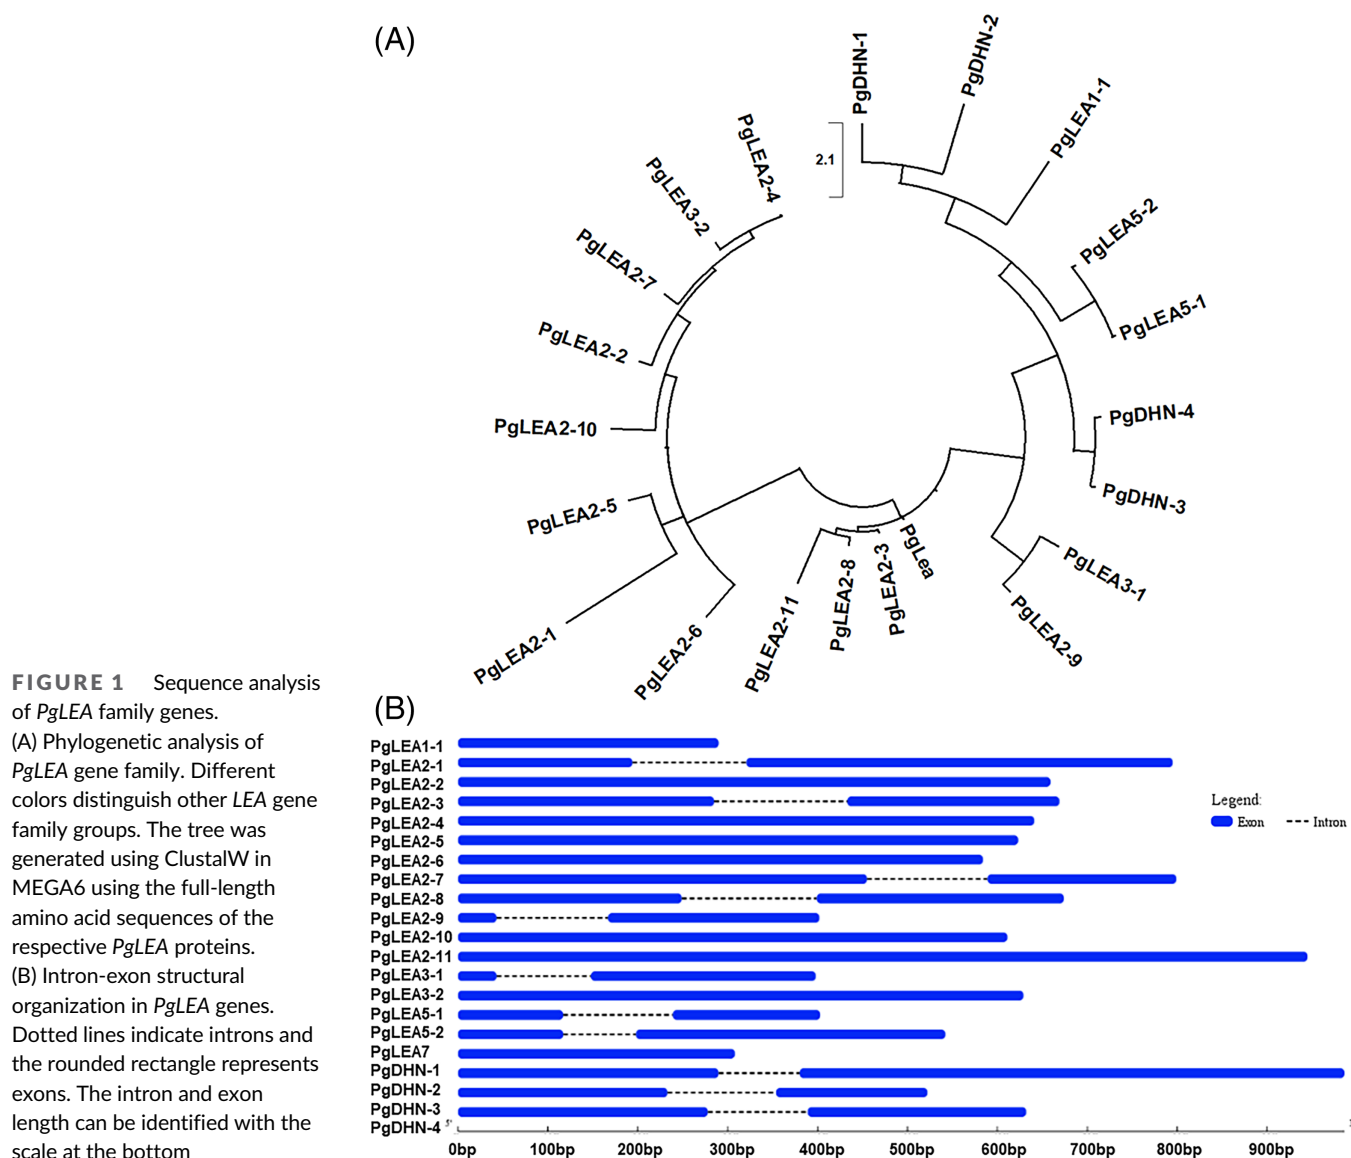 (A)
PgDHN-1
PgDHN-2
PgLEA1-1
PgLEA5-2
PgLEA5-1
PgDHN-4
PgDHN-3
PgLEA3-1
PgLEA2-9
PgLea
PgLEA2-3
PgLEA2-8
PgLEA2-11
PgLEA2-6
PgLEA2-1
PgLEA2-5
PgLEA2-10
PgLEA2-2
PgLEA2-7
PgLEA3-2
PgLEA2-4
2.1
FIGURE 1 Sequence analysis
of PgLEA family genes.
(A) Phylogenetic analysis of
PgLEA gene family. Different
colors distinguish other LEA gene
family groups. The tree was
generated using ClustalW in
MEGA6 using the full-length
amino acid sequences of the
respective PgLEA proteins.
(B) Intron-exon structural
organization in PgLEA genes.
Dotted lines indicate introns and
the rounded rectangle represents
exons. The intron and exon
length can be identified with the
scale at the bottom
(B)
PgLEA1-1
PgLEA2-1
PgLEA2-2
PgLEA2-3
PgLEA2-4
PgLEA2-5
PgLEA2-6
PgLEA2-7
PgLEA2-8
PgLEA2-9
PgLEA2-10
PgLEA2-11
PgLEA3-1
PgLEA3-2
PgLEA5-1
PgLEA5-2
PgLEA7
PgDHN-1
PgDHN-2
PgDHN-3
PgDHN-4
5'
0bp 100bp 200bp 300bp 400bp 500bp 600bp 700bp 800bp 900bp
Legend:
Exon Intron